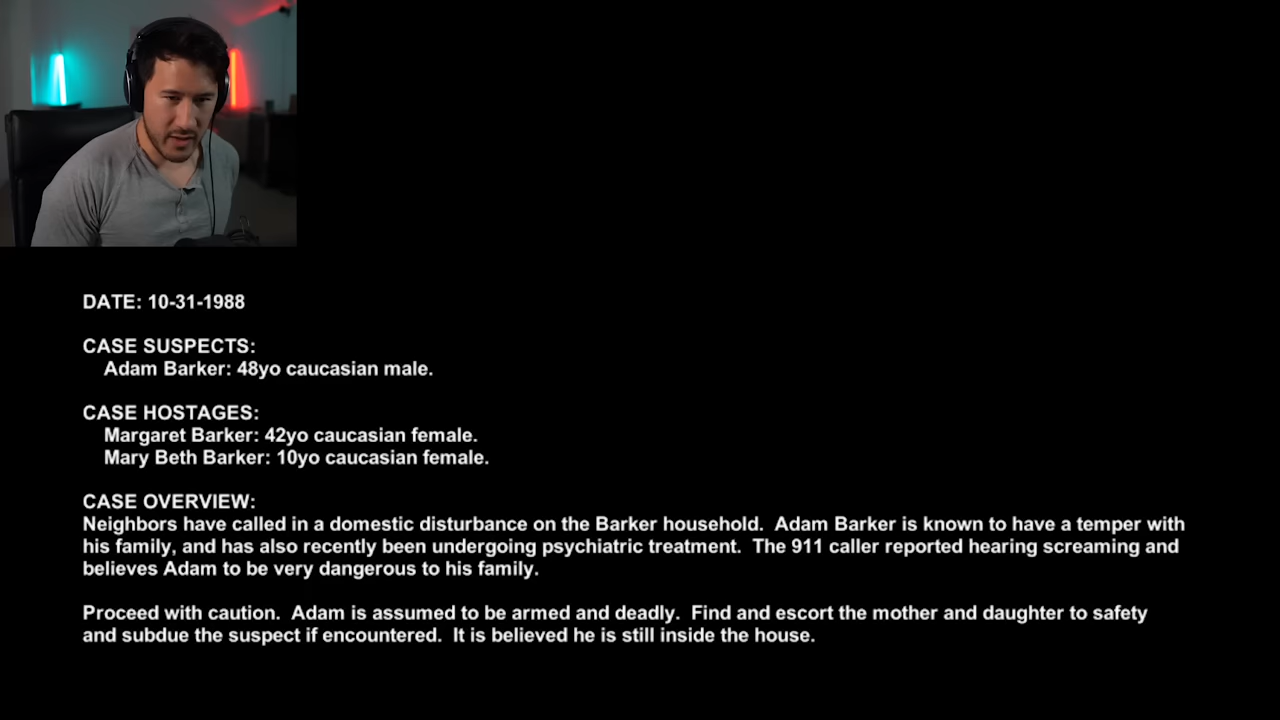 DATE: 10-31-1988
CASE SUSPECTS:
Adam Barker: 48yo caucasian male.
CASE HOSTAGES:
Margaret Barker: 42yo caucasian female.
Mary Beth Barker: 10yo caucasian female.
CASE OVERVIEW:
Neighbors have called in a domestic disturbance on the Barker household.  Adam Barker is known to have a temper with
his family, and has also recently been undergoing psychiatric treatment.  The 911 caller reported hearing screaming and
believes Adam to be very dangerous to his family.
Proceed with caution.  Adam is assumed to be armed and deadly.  Find and escort the mother and daughter to safety
and subdue the suspect if encountered.  It is believed he is still inside the house.